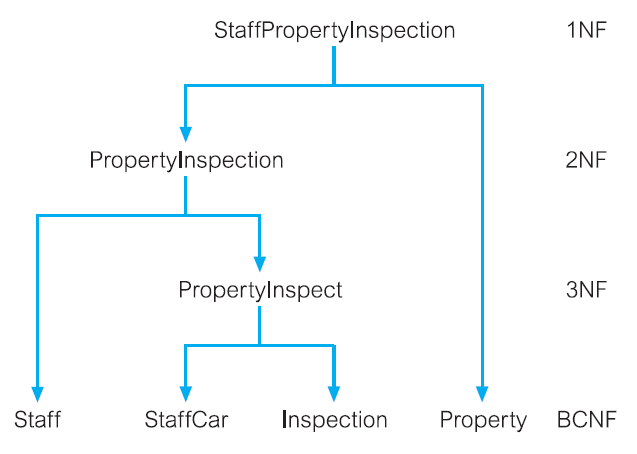 StaffPropertyInspection 1NF
PropertyInspection 2NF
PropertyInspect 3NF
Staff StaffCar Inspection Property BCNF